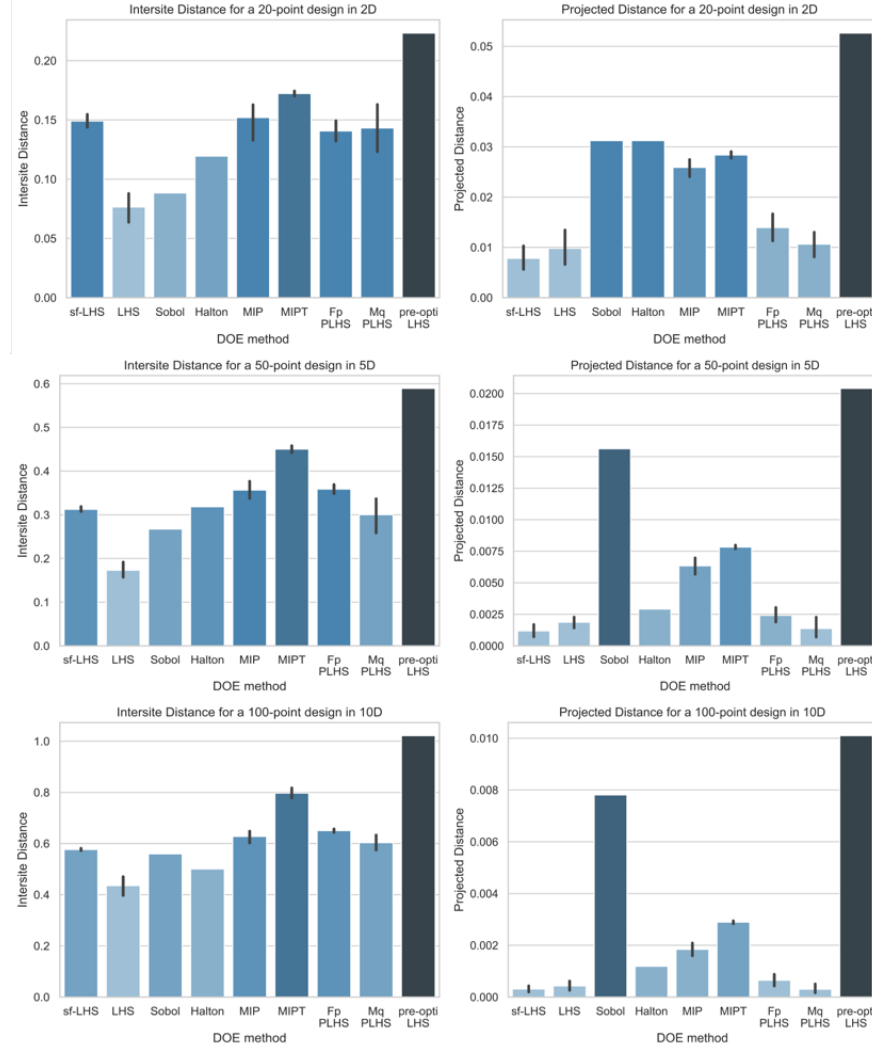 Intersite Distance for a 20-point design in 2D
Intersite Distance
0.20
0.15
0.10
0.05
0.00
sf-LHS LHS Sobol Halton MIP MIPT Fp PLHS Mq PLHS pre-opti LHS
DOE method
Projected Distance for a 20-point design in 2D
Projected Distance
0.05
0.04
0.03
0.02
0.01
0.00
sf-LHS LHS Sobol Halton MIP MIPT Fp PLHS Mq PLHS pre-opti LHS
DOE method
Intersite Distance for a 50-point design in 5D
Intersite Distance
0.6
0.5
0.4
0.3
0.2
0.1
0.0
sf-LHS LHS Sobol Halton MIP MIPT Fp PLHS Mq PLHS pre-opti LHS
DOE method
Projected Distance for a 50-point design in 5D
Projected Distance
0.0200
0.0175
0.0150
0.0125
0.0100
0.0075
0.0050
0.0025
0.0000
sf-LHS LHS Sobol Halton MIP MIPT Fp PLHS Mq PLHS pre-opti LHS
DOE method
Intersite Distance for a 100-point design in 10D
Intersite Distance
1.0
0.8
0.6
0.4
0.2
0.0
sf-LHS LHS Sobol Halton MIP MIPT Fp PLHS Mq PLHS pre-opti LHS
DOE method
Projected Distance for a 100-point design in 10D
Projected Distance
0.010
0.008
0.006
0.004
0.002
0.000
sf-LHS LHS Sobol Halton MIP MIPT Fp PLHS Mq PLHS pre-opti LHS
DOE method